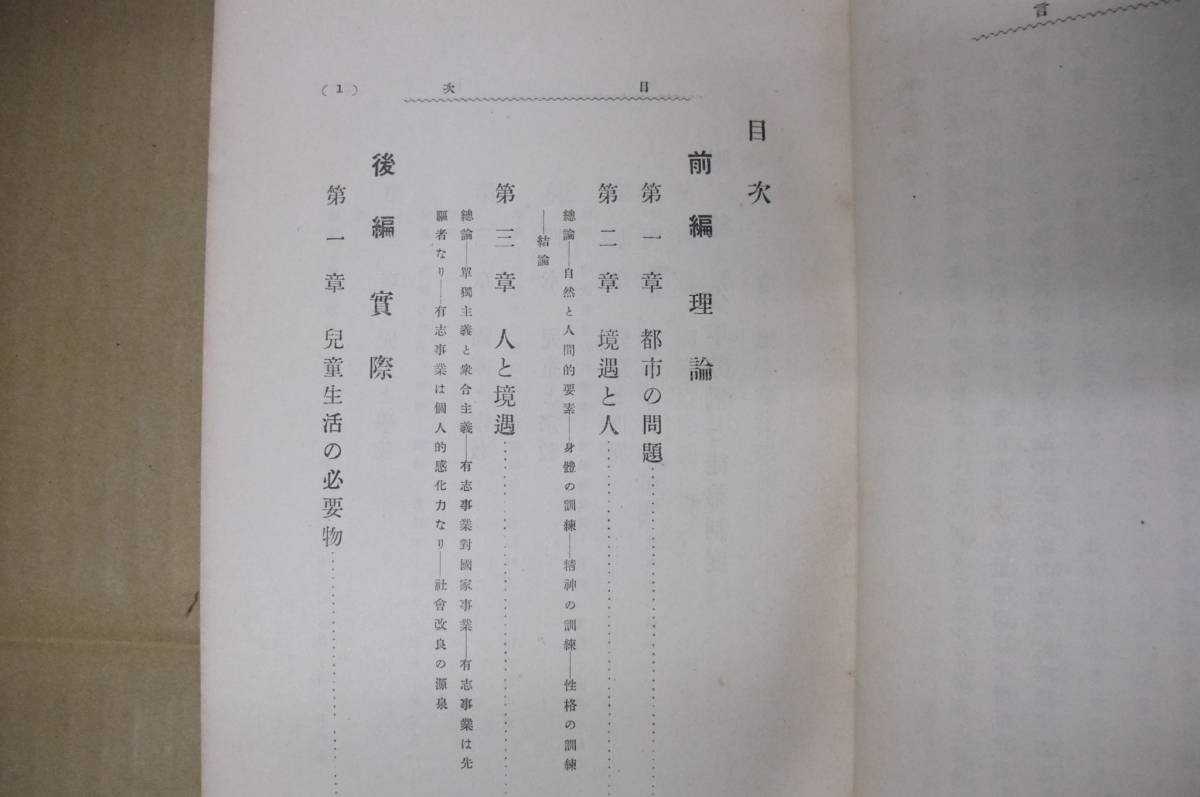 言
目次
(1)
目次
前編 理論
第一章 都市の問題
第二章 境遇と人
總論――自然と人間的要素――身體の訓練――精神の訓練――性格の訓練
――結論
第三章 人と境遇
總論――單獨主義と衆合主義――有志事業對國家事業――有志事業は先
驅者なり――有志事業は個人的感化力なり――社會改良の源泉
後編 實際
第一章 兒童生活の必要物